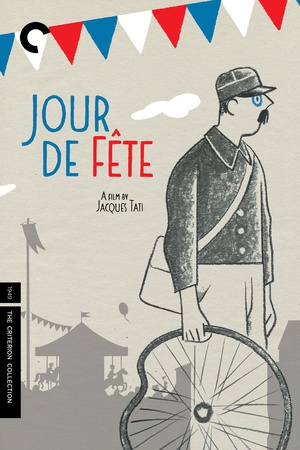 JOUR
DE FÊTE
A FILM BY
JACQUES TATI
1949
THE CRITERION COLLECTION